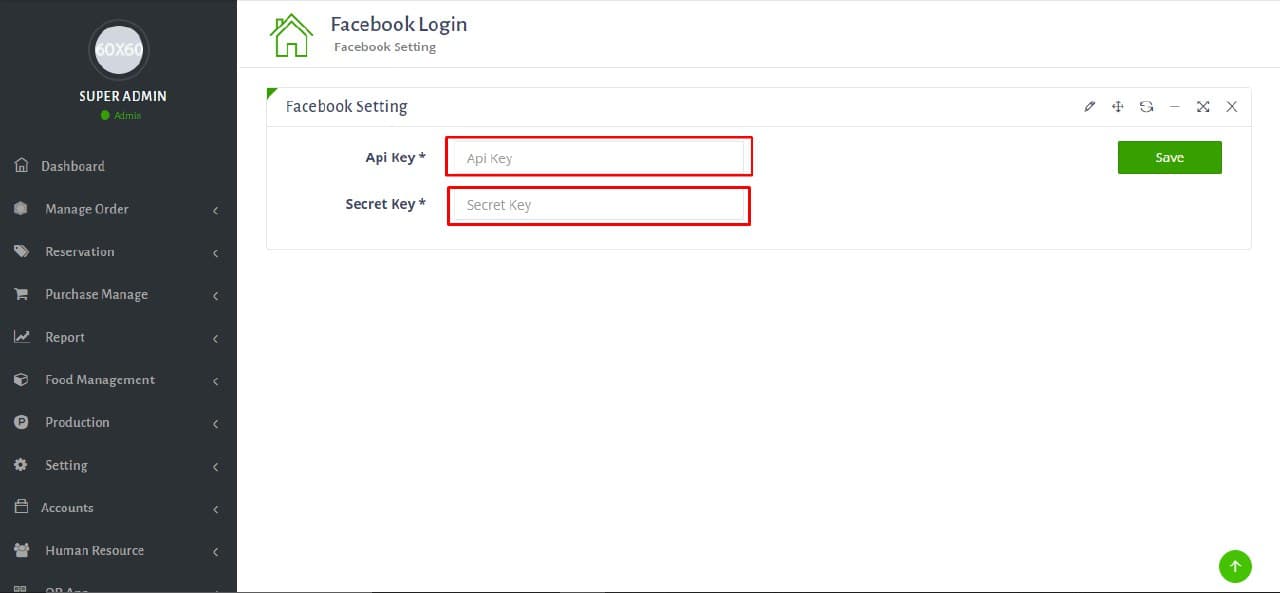 60X60
SUPER ADMIN
Admin
Dashboard
Manage Order
Reservation
Purchase Manage
Report
Food Management
Production
Setting
Accounts
Human Resource
Facebook Login
Facebook Setting
Facebook Setting
Api Key *
Api Key
Save
Secret Key *
Secret Key